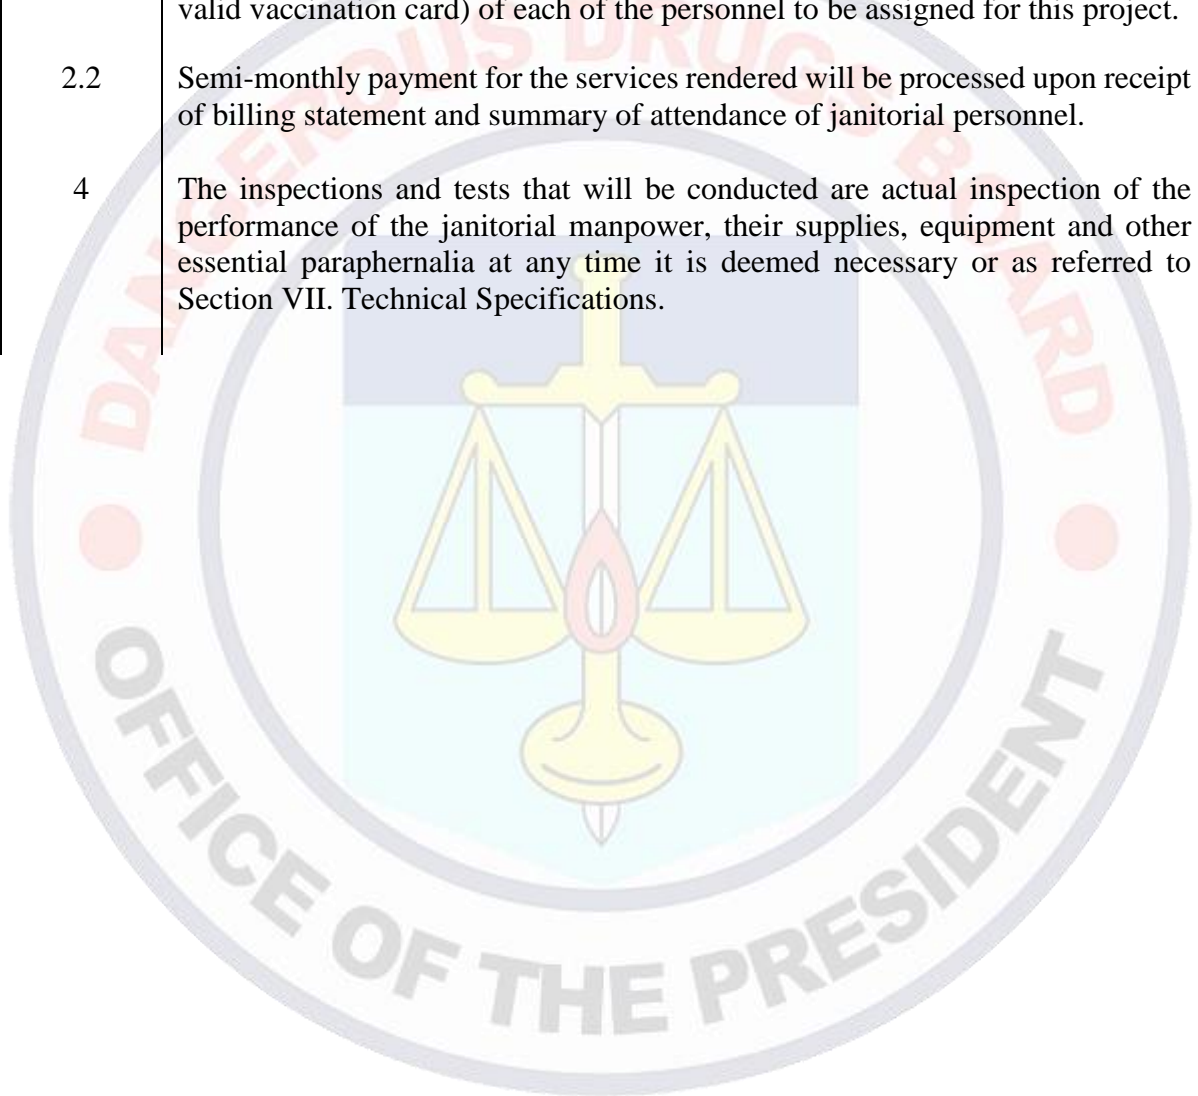 valid vaccination card) of each of the personnel to be assigned for this project.
2.2 Semi-monthly payment for the services rendered will be processed upon receipt
of billing statement and summary of attendance of janitorial personnel.
4 The inspections and tests that will be conducted are actual inspection of the
performance of the janitorial manpower, their supplies, equipment and other
essential paraphernalia at any time it is deemed necessary or as referred to
Section VII. Technical Specifications.
DANGEROUS DRUGS BOARD
OFFICE OF THE PRESIDENT